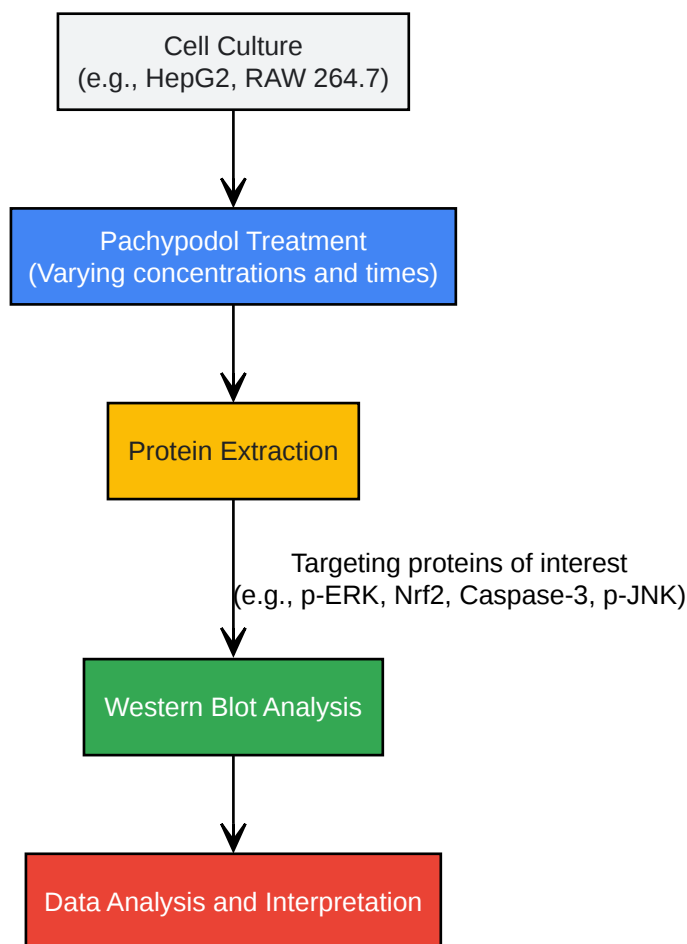 Cell Culture
(e.g., HepG2, RAW 264.7)
Pachypodol Treatment
(Varying concentrations and times)
Protein Extraction
Targeting proteins of interest
(e.g., p-ERK, Nrf2, Caspase-3, p-JNK)
Western Blot Analysis
Data Analysis and Interpretation